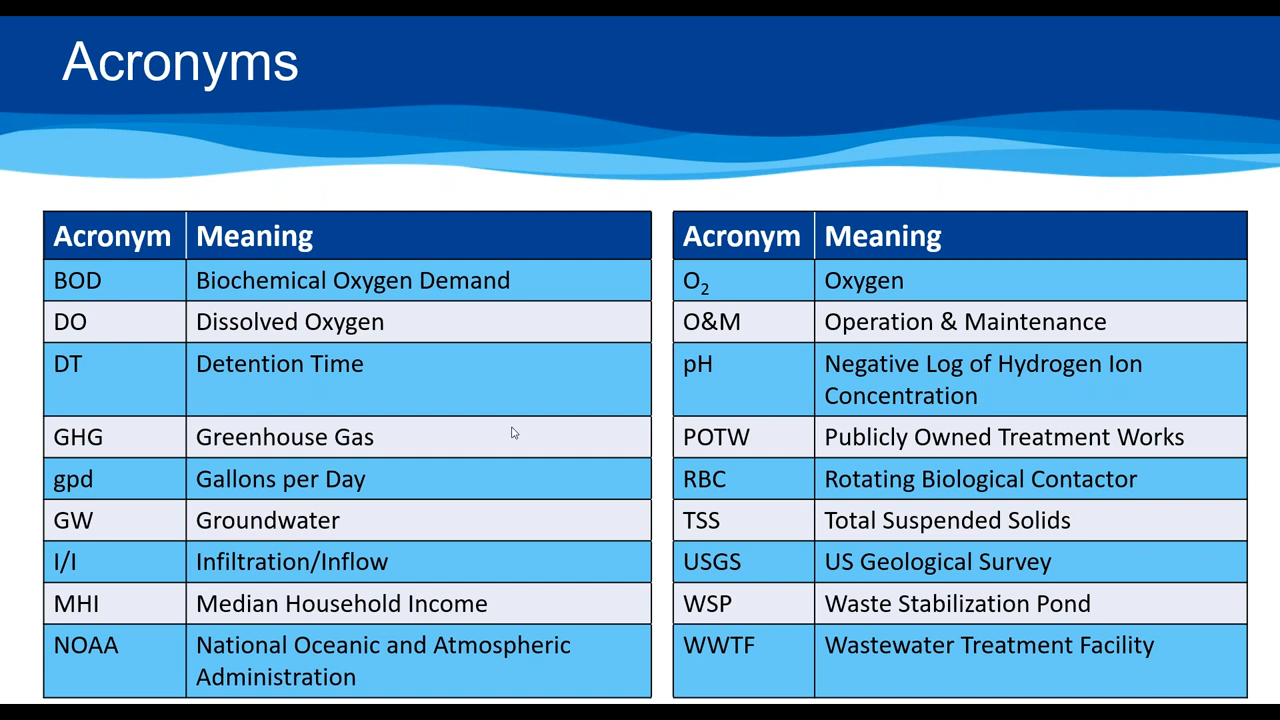 Acronyms
Acronym Meaning
BOD Biochemical Oxygen Demand
DO Dissolved Oxygen
DT Detention Time
GHG Greenhouse Gas
gpd Gallons per Day
GW Groundwater
I/I Infiltration/Inflow
MHI Median Household Income
NOAA National Oceanic and Atmospheric
Administration
Acronym Meaning
O₂ Oxygen
O&M Operation & Maintenance
pH Negative Log of Hydrogen Ion
Concentration
POTW Publicly Owned Treatment Works
RBC Rotating Biological Contactor
TSS Total Suspended Solids
USGS US Geological Survey
WSP Waste Stabilization Pond
WWTF Wastewater Treatment Facility